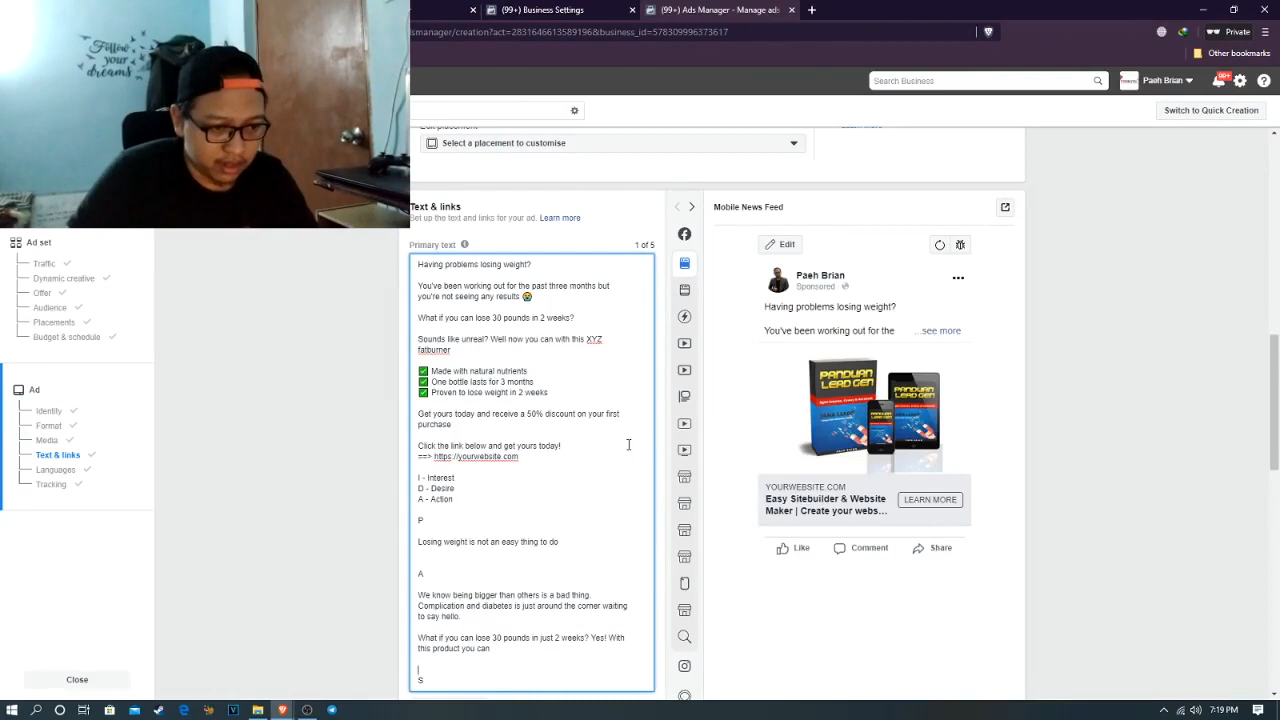 Follow
your
dreams
(99+) Business Settings
(99+) Ads Manager - Manage ads
smanager/creation?act=2831646613589196&business_id=578309996373617
Private
Other bookmarks
Search Business
Paeh Brian
99+
Switch to Quick Creation
Edit placement
Select a placement to customise
Ad set
Traffic
Dynamic creative
Offer
Audience
Placements
Budget & schedule
Ad
Identity
Format
Media
Text & links
Languages
Tracking
Close
Text & links
Set up the text and links for your ad. Learn more
Primary text
1 of 5
Having problems losing weight?
You've been working out for the past three months but
you're not seeing any results 😭
What if you can lose 30 pounds in 2 weeks?
Sounds like unreal? Well now you can with this XYZ
fatburner
✅ Made with natural nutrients
✅ One bottle lasts for 3 months
✅ Proven to lose weight in 2 weeks
Get yours today and receive a 50% discount on your first
purchase
Click the link below and get yours today!
==> https://yourwebsite.com
I - Interest
D - Desire
A - Action
P
Losing weight is not an easy thing to do
A
We know being bigger than others is a bad thing.
Complication and diabetes is just around the corner waiting
to say hello.
What if you can lose 30 pounds in just 2 weeks? Yes! With
this product you can
S
Mobile News Feed
Edit
Paeh Brian
Sponsored
Having problems losing weight?
You've been working out for the ...see more
PANDUAN
LEAD GEN
PANDUAN
LEAD GEN
YOURWEBSITE.COM
Easy Sitebuilder & Website
Maker | Create your webs...
LEARN MORE
Like
Comment
Share
7:19 PM